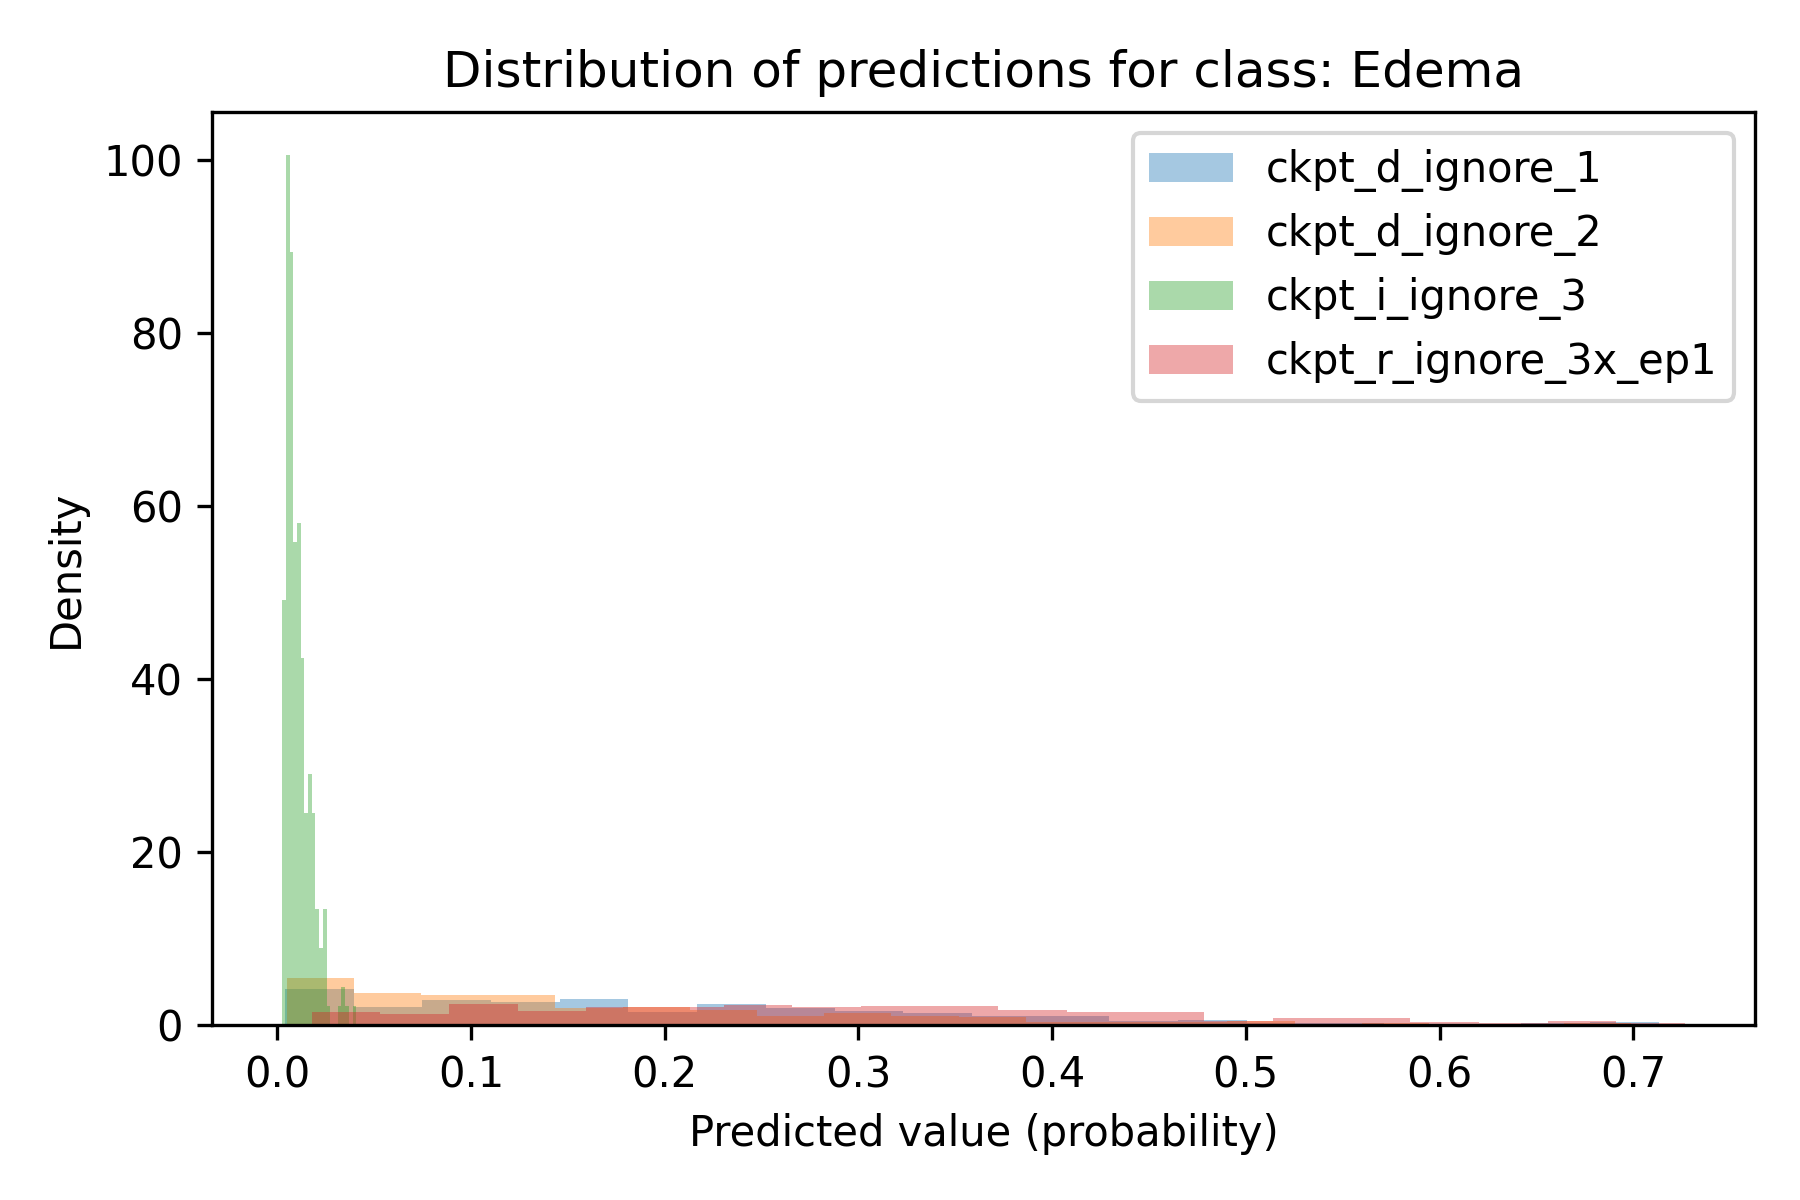 Distribution of predictions for class: Edema
ckpt_d_ignore_1
ckpt_d_ignore_2
ckpt_i_ignore_3
ckpt_r_ignore_3x_ep1
Density
100
80
60
40
20
0
0.0 0.1 0.2 0.3 0.4 0.5 0.6 0.7
Predicted value (probability)